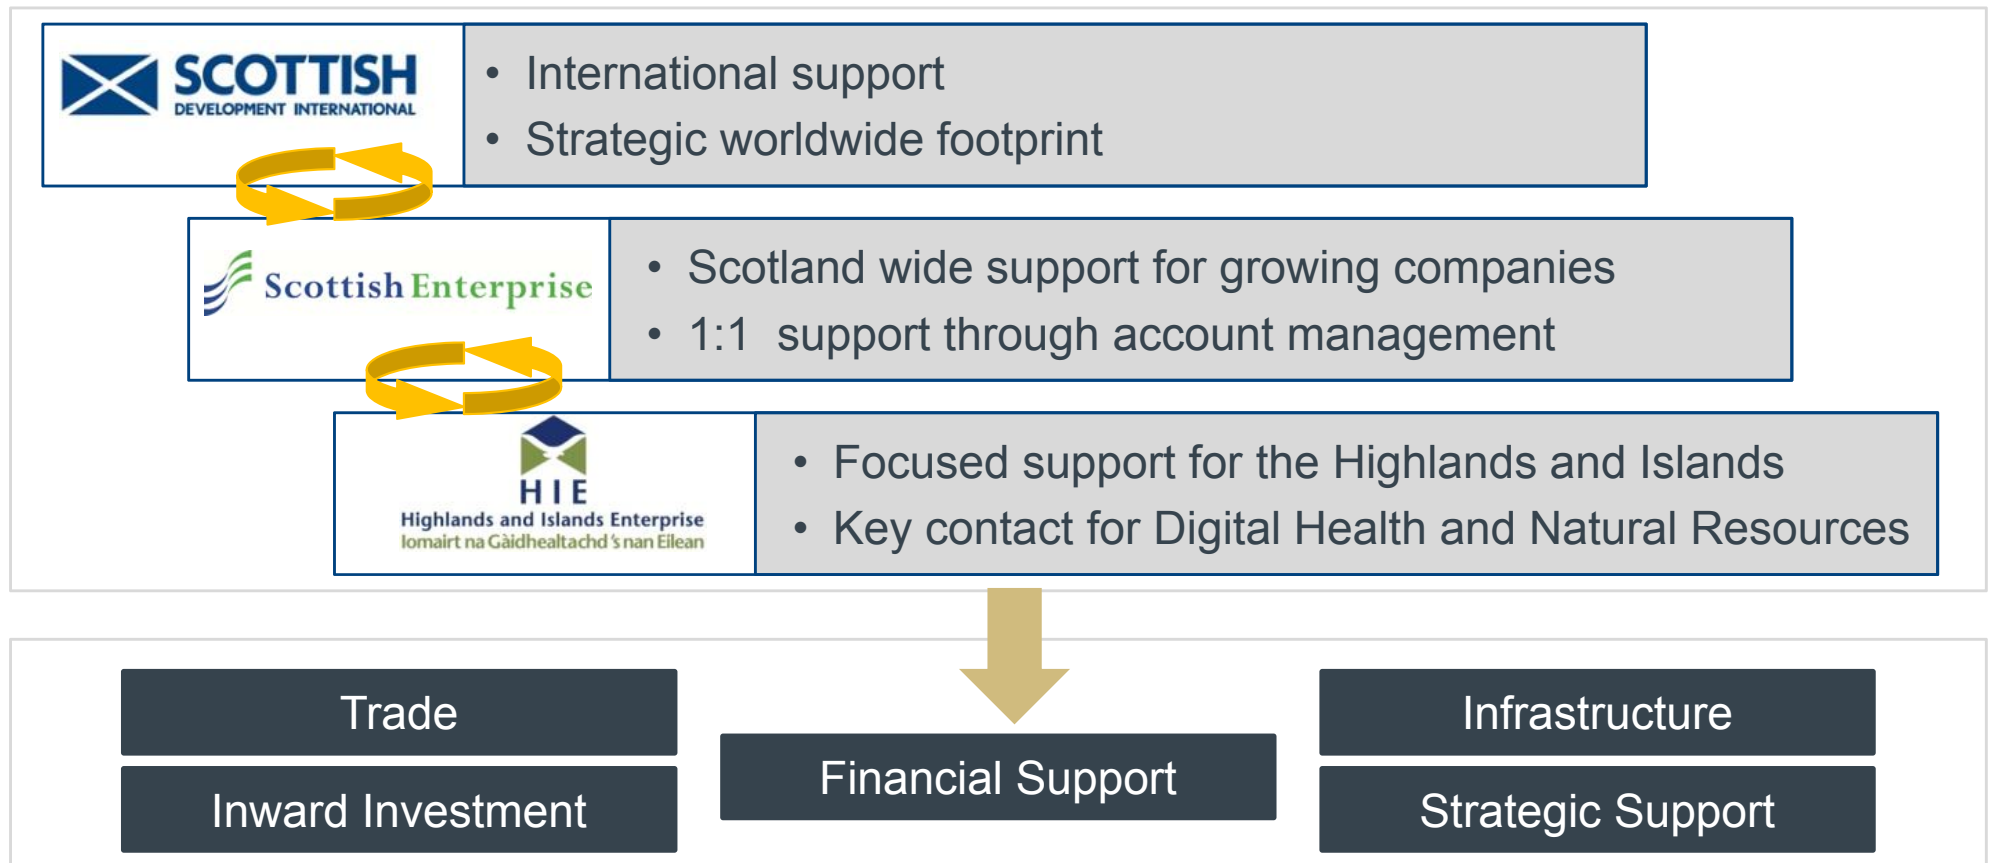 SCOTTISH
DEVELOPMENT INTERNATIONAL
• International support
• Strategic worldwide footprint
Scottish Enterprise
• Scotland wide support for growing companies
• 1:1 support through account management
HIE
Highlands and Islands Enterprise
Iomairt na Gàidhealtachd 's nan Eilean
• Focused support for the Highlands and Islands
• Key contact for Digital Health and Natural Resources
Trade
Inward Investment
Financial Support
Infrastructure
Strategic Support